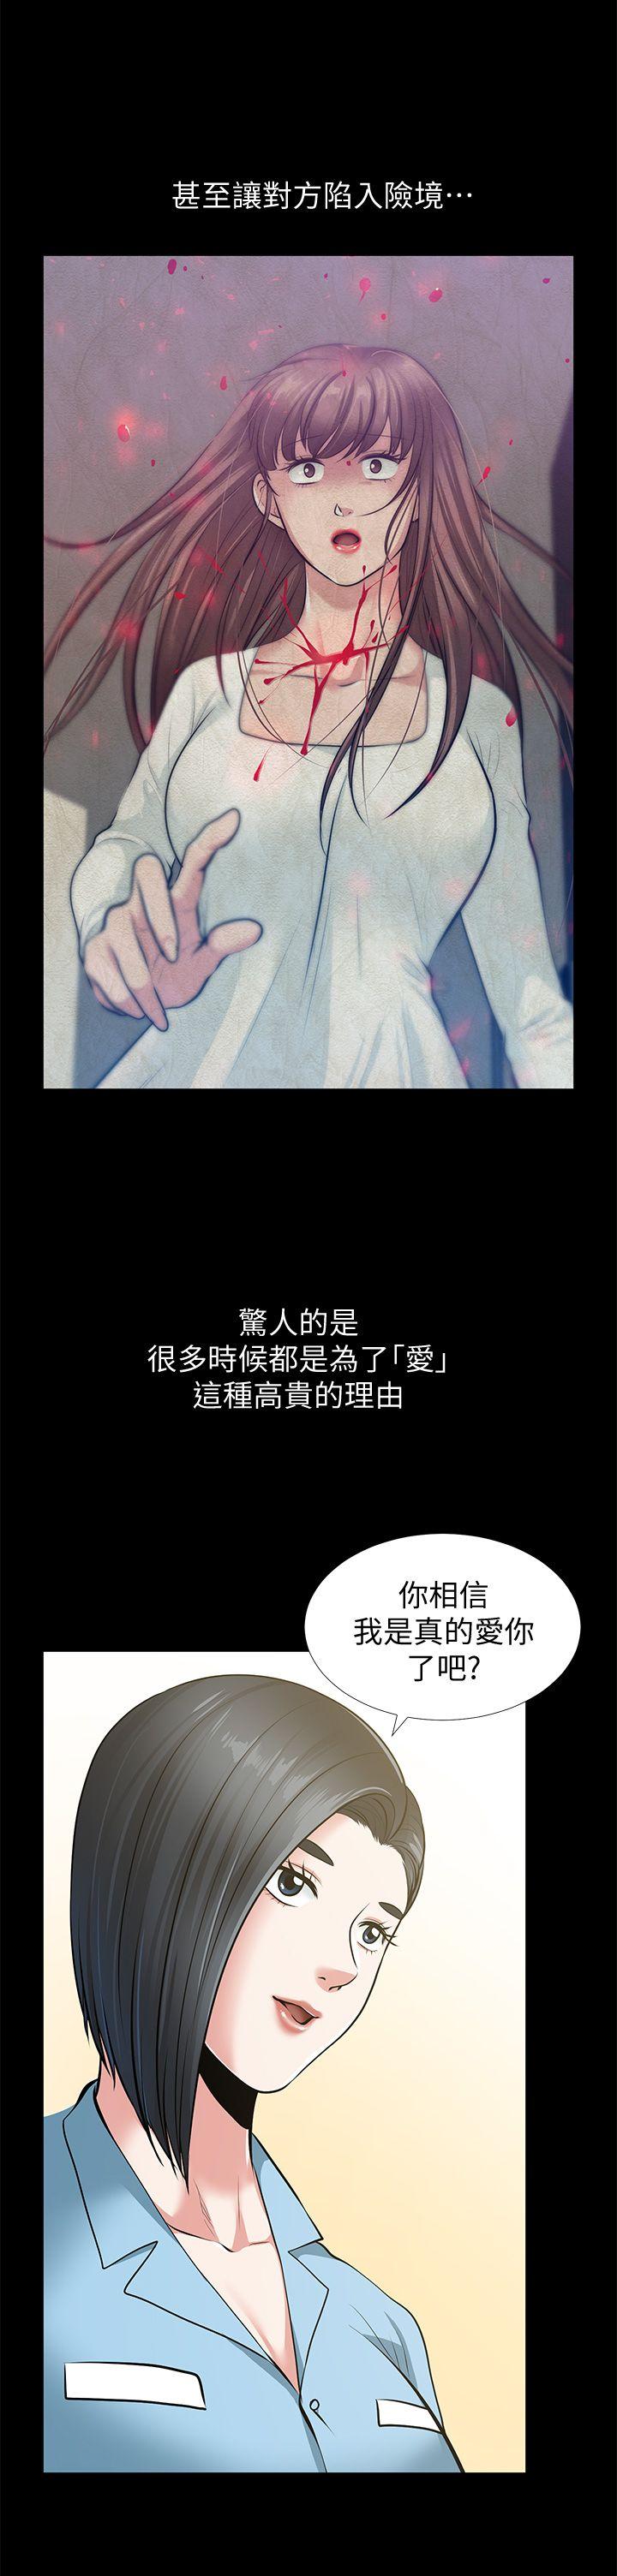 甚至讓對方陷入險境…
驚人的是
很多時候都是為了「愛」
這種高貴的理由
你相信
我是真的愛你
了吧?